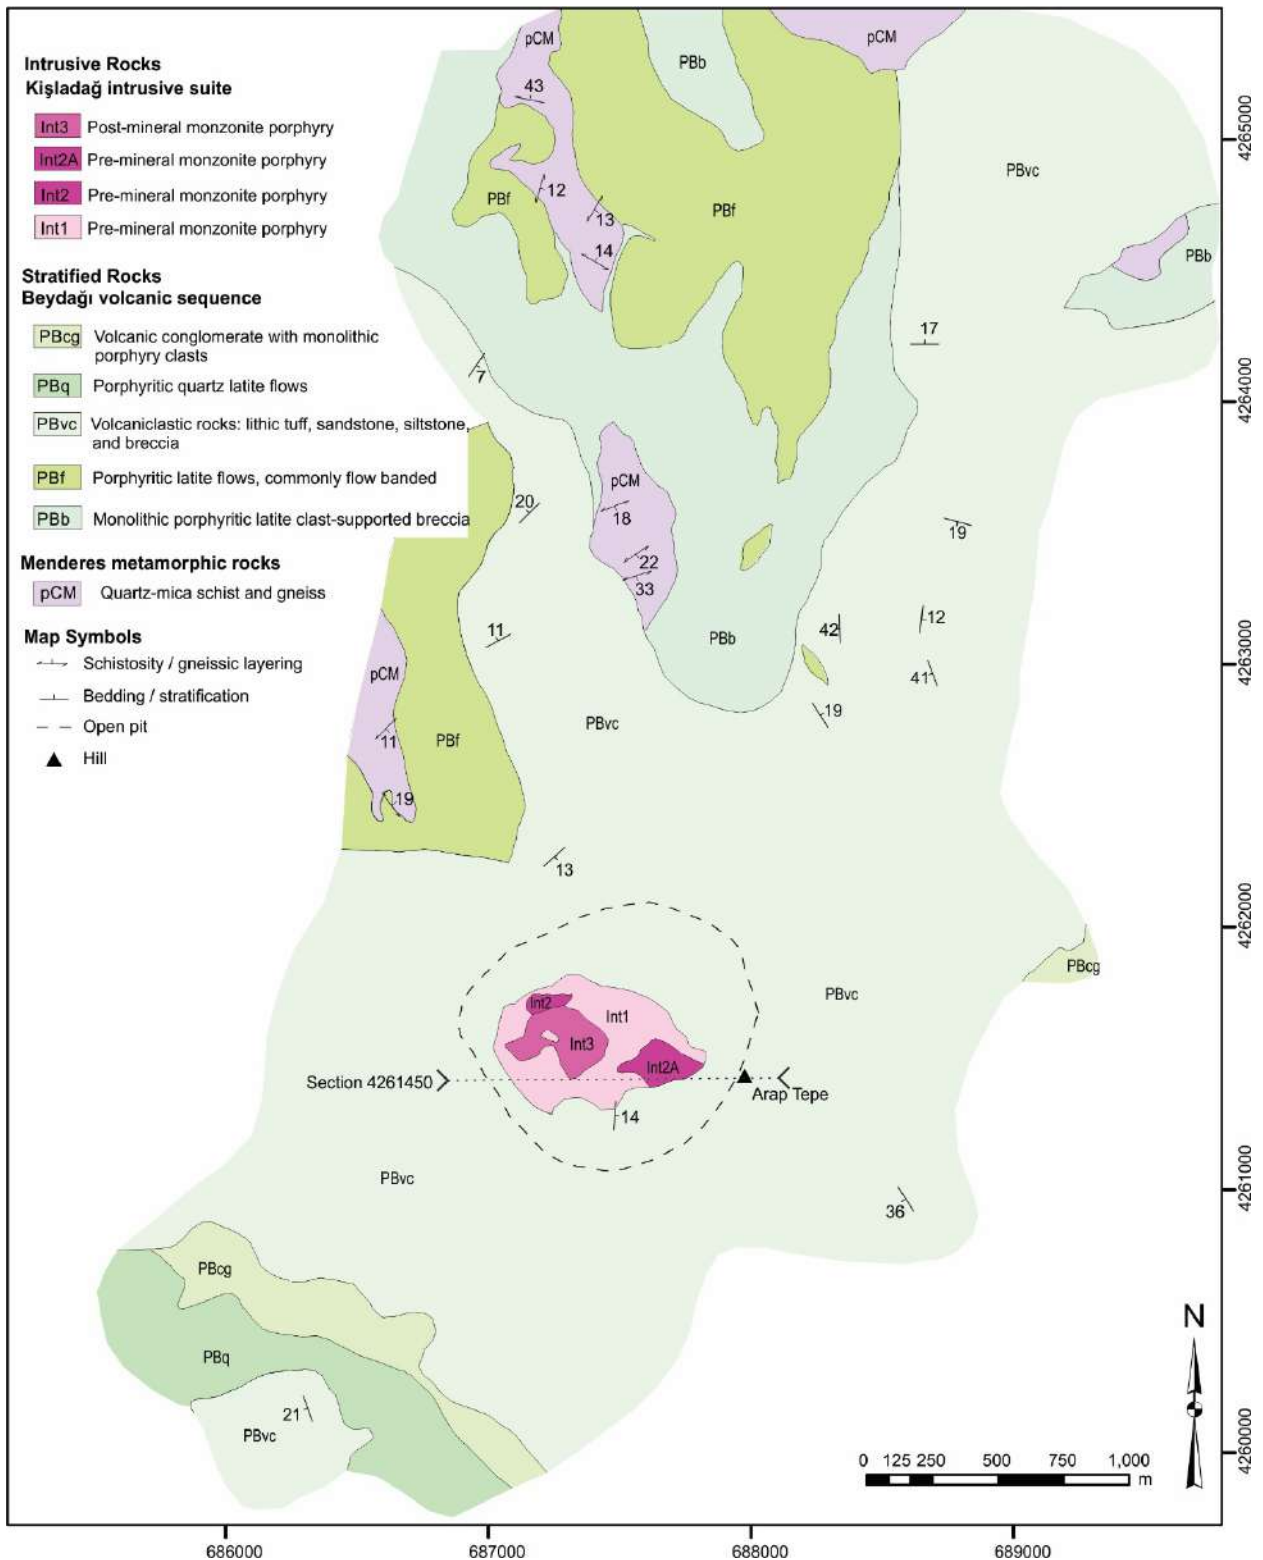 Intrusive Rocks
Kişladağ intrusive suite
Int3 Post-mineral monzonite porphyry
Int2A Pre-mineral monzonite porphyry
Int2 Pre-mineral monzonite porphyry
Int1 Pre-mineral monzonite porphyry
Stratified Rocks
Beydağı volcanic sequence
PBcg Volcanic conglomerate with monolithic
porphyry clasts
PBq Porphyritic quartz latite flows
PBvc Volcaniclastic rocks: lithic tuff, sandstone, siltstone,
and breccia
PBf Porphyritic latite flows, commonly flow banded
PBb Monolithic porphyritic latite clast-supported breccia
Menderes metamorphic rocks
pCM Quartz-mica schist and gneiss
Map Symbols
Schistosity / gneissic layering
Bedding / stratification
Open pit
Hill
pCM
pCM
PBb
43
4265000
PBvc
12
PBf
PBf
13
14
PBb
17
7
4264000
pCM
20
18
19
22
33
11
42
12
PBb
4263000
pCM
41
19
PBvc
11
PBf
19
13
4262000
PBcg
PBvc
Int2
Int1
Int3
Int2A
Section 4261450
Arap Tepe
14
PBvc
4261000
36
PBcg
N
PBq
21
PBvc
4260000
0 125 250 500 750 1,000
m
686000 687000 688000 689000